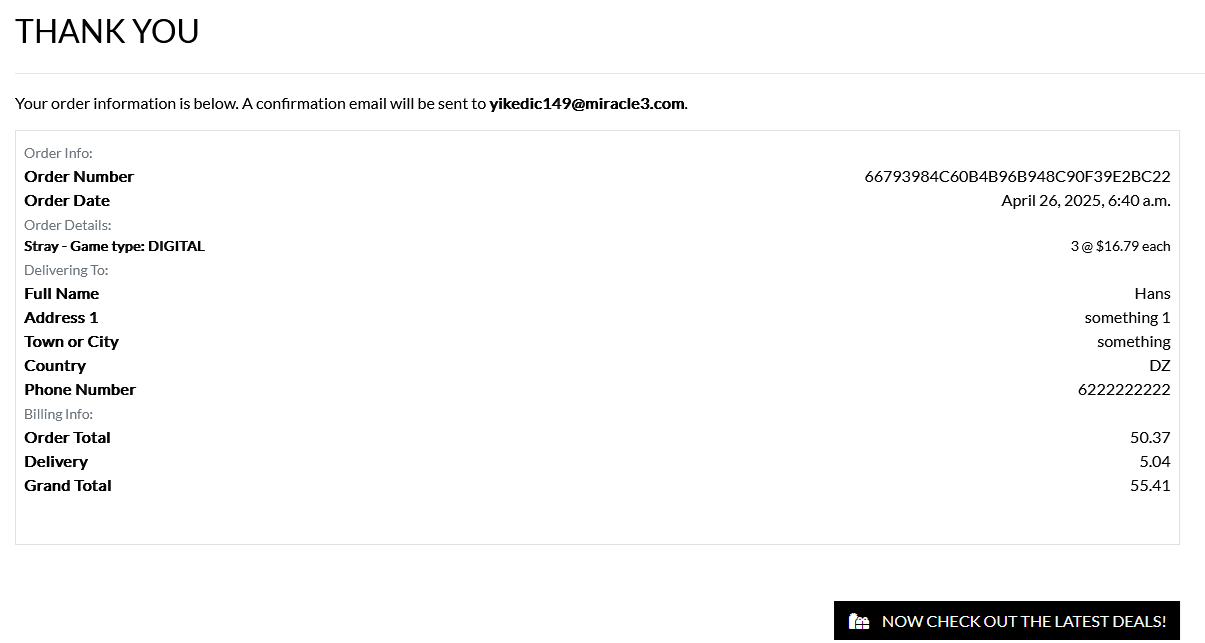 THANK YOU
Your order information is below. A confirmation email will be sent to yikedic149@miracle3.com.
Order Info:
Order Number 66793984C60B4B96B948C90F39E2BC22
Order Date April 26, 2025, 6:40 a.m.
Order Details:
Stray - Game type: DIGITAL 3 @ $16.79 each
Delivering To:
Full Name Hans
Address 1 something 1
Town or City something
Country DZ
Phone Number 6222222222
Billing Info:
Order Total 50.37
Delivery 5.04
Grand Total 55.41
NOW CHECK OUT THE LATEST DEALS!